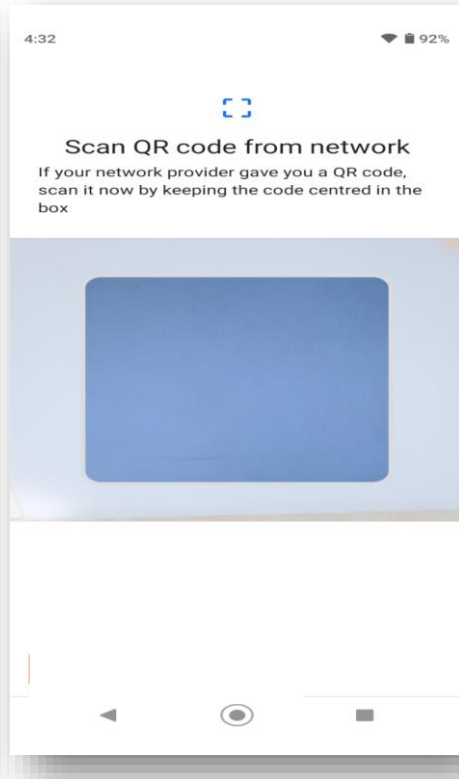 4:32 92%
Scan QR code from network
If your network provider gave you a QR code,
scan it now by keeping the code centred in the
box